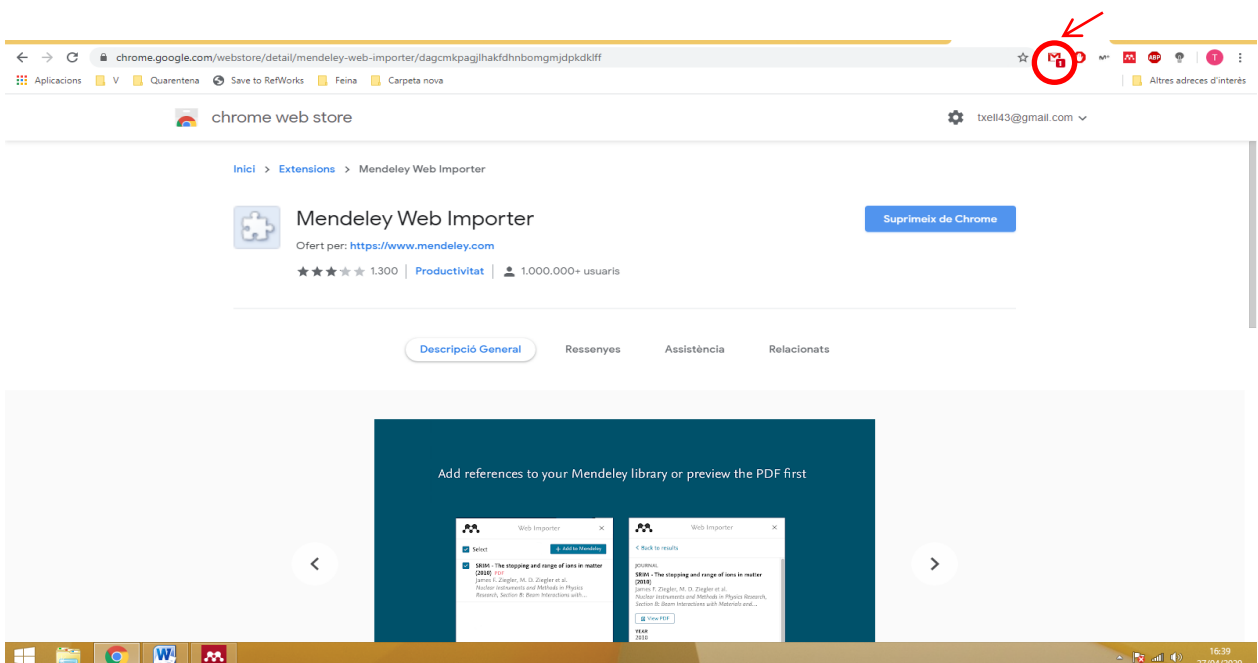 chrome.google.com/webstore/detail/mendeley-web-importer/dagcmkpagjlhakfdhnbomgmjdpkdklff
1
ABP
T
Aplicacions V Quarentena Save to RefWorks Feina Carpeta nova Altres adreces d'interès
chrome web store
txell43@gmail.com
Inici > Extensions > Mendeley Web Importer
Mendeley Web Importer
Suprimeix de Chrome
Ofert per: https://www.mendeley.com
1.300 | Productivitat | 1.000.000+ usuaris
Descripció General Ressenyes Assistència Relacionats
Add references to your Mendeley library or preview the PDF first
Web Importer
Select
+ Add to Mendeley
SRIM - The stopping and range of ions in matter
(2010) PDF
James F. Ziegler, M. D. Ziegler et al.
Nuclear Instruments and Methods in Physics
Research, Section B: Beam Interactions with...
Web Importer
< Back to results
JOURNAL
SRIM - The stopping and range of ions in matter
(2010)
James F. Ziegler, M. D. Ziegler et al.
Nuclear Instruments and Methods in Physics Research,
Section B: Beam Interactions with Materials and...
View PDF
YEAR
2010
W
16:39
27/04/2020